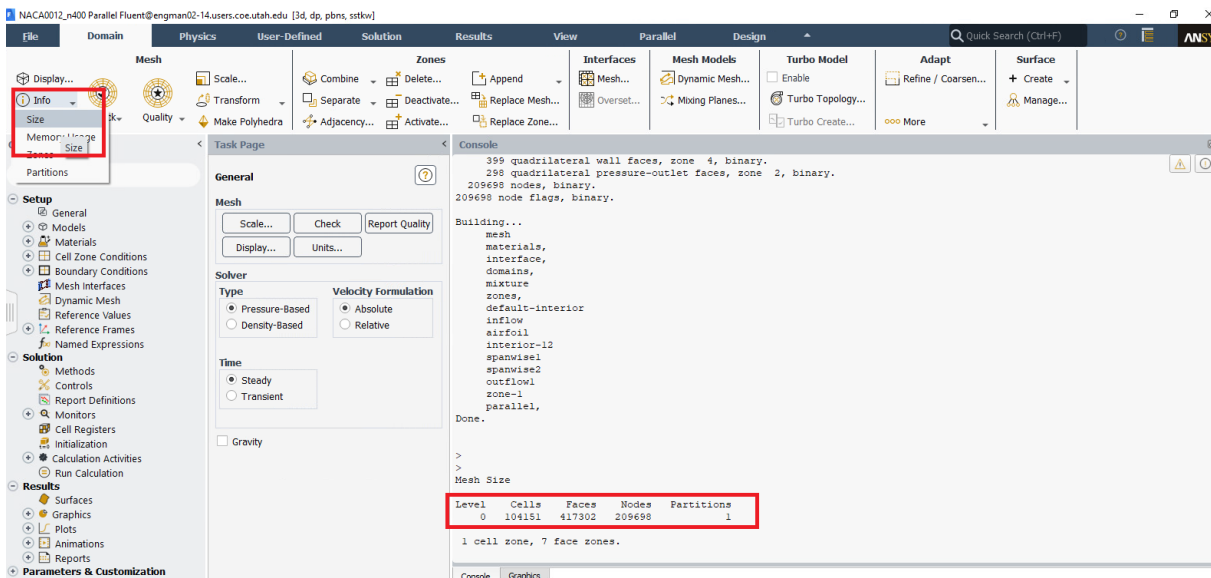 NACA0012_n400 Parallel Fluent@engman02-14.users.coe.utah.edu [3d, dp, pbns, sstkw]
File Domain Physics User-Defined Solution Results View Parallel Design Quick Search (Ctrl+F)
Mesh Zones Interfaces Mesh Models Turbo Model Adapt Surface
Display... Scale... Combine Delete... Append Mesh... Dynamic Mesh... Enable Refine / Coarsen... + Create
Info Transform Separate Deactivate... Replace Mesh... Overset... Mixing Planes... Turbo Topology... Manage...
Size Quality Make Polyhedra Adjacency... Activate... Replace Zone... Turbo Create... More
Memory Usage
Size
Zones
Partitions
Task Page
General
Mesh
Scale... Check Report Quality
Display... Units...
Solver
Type Velocity Formulation
Pressure-Based Absolute
Density-Based Relative
Time
Steady
Transient
Gravity
Setup
General
Models
Materials
Cell Zone Conditions
Boundary Conditions
Mesh Interfaces
Dynamic Mesh
Reference Values
Reference Frames
Named Expressions
Solution
Methods
Controls
Report Definitions
Monitors
Cell Registers
Initialization
Calculation Activities
Run Calculation
Results
Surfaces
Graphics
Plots
Animations
Reports
Parameters & Customization
Console
399 quadrilateral wall faces, zone 4, binary.
298 quadrilateral pressure-outlet faces, zone 2, binary.
209698 nodes, binary.
209698 node flags, binary.
Building...
mesh
materials,
interface,
domains,
mixture
zones,
default-interior
inflow
airfoil
interior-12
spanwise1
spanwise2
outflow1
zone-1
parallel,
Done.
>
>
Mesh Size
Level Cells Faces Nodes Partitions
0 104151 417302 209698 1
1 cell zone, 7 face zones.
Console Graphics